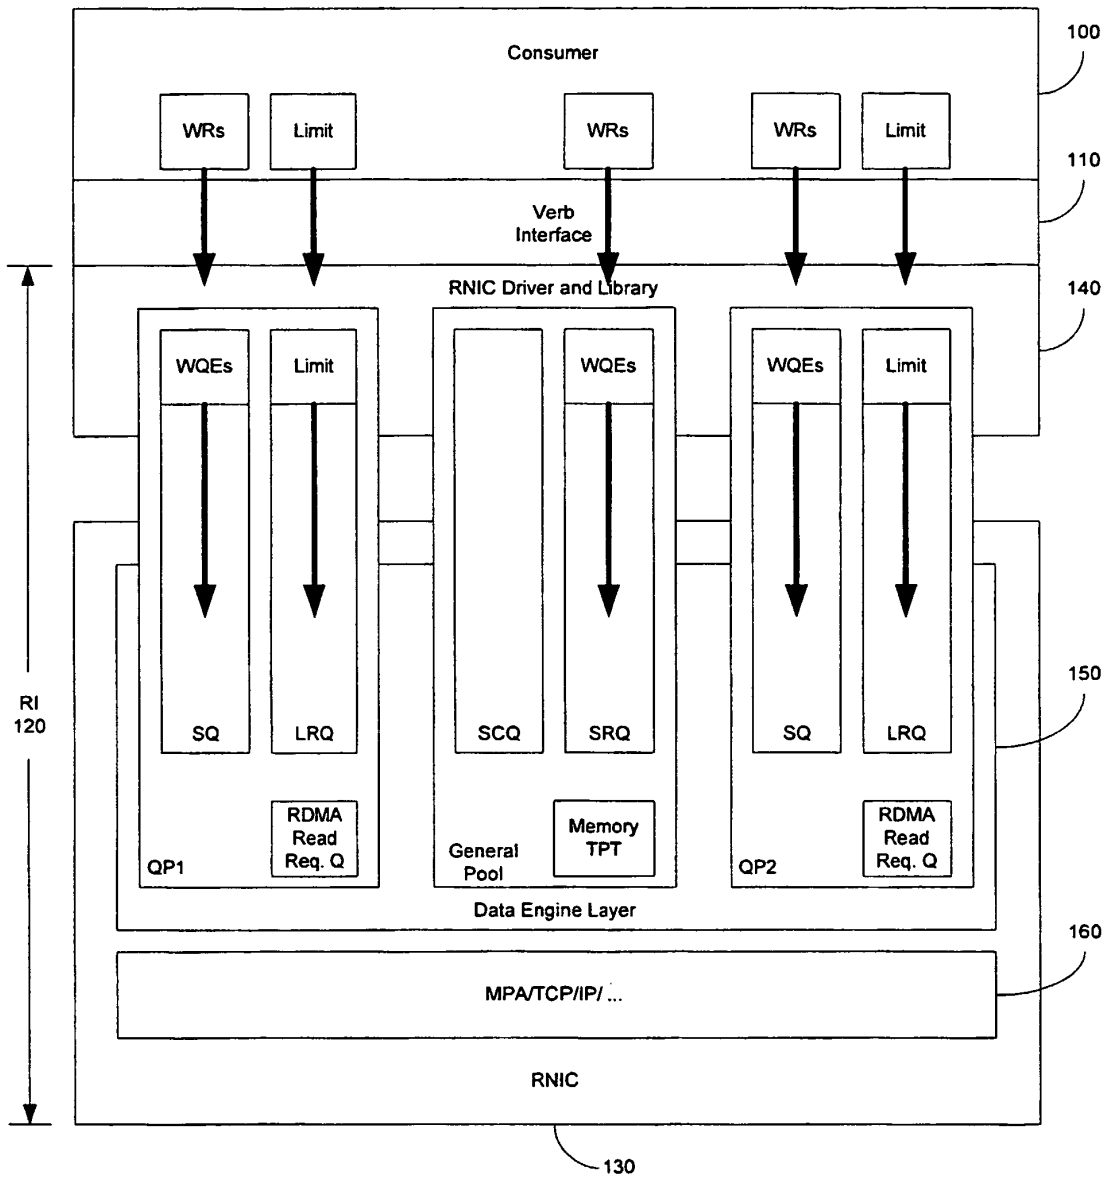 Consumer
100
WRs
Limit
WRs
WRs
Limit
110
Verb
Interface
RNIC Driver and Library
140
WQEs
Limit
WQEs
WQEs
Limit
RI
120
SQ
LRQ
SCQ
SRQ
SQ
LRQ
150
RDMA
Read
Req. Q
QP1
Memory
TPT
General
Pool
RDMA
Read
Req. Q
QP2
Data Engine Layer
160
MPA/TCP/IP/ ...
RNIC
130